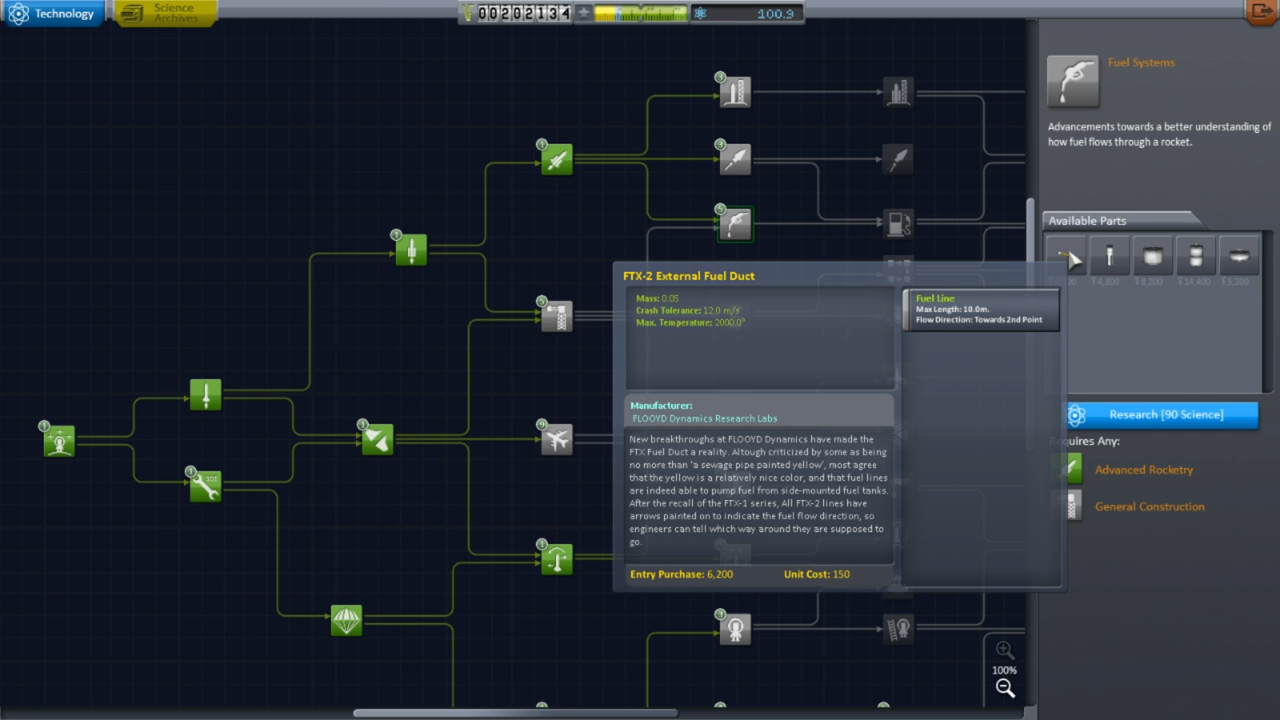 Technology
Science
Archives
00202134
100.9
Fuel Systems
Advancements towards a better understanding of
how fuel flows through a rocket.
Available Parts
4,800
8,200
14,400
5,200
FTX-2 External Fuel Duct
Mass: 0.05
Crash Tolerance: 12.0 m/s
Max. Temperature: 2000.0°
Fuel Line
Max Length: 10.0m.
Flow Direction: Towards 2nd Point
Manufacturer:
FLOOYD Dynamics Research Labs
New breakthroughs at FLOOYD Dynamics have made the
FTX Fuel Duct a reality. Altough criticized by some as being
no more than 'a sewage pipe painted yellow', most agree
that the yellow is a relatively nice color, and that fuel lines
are indeed able to pump fuel from side-mounted fuel tanks.
After the recall of the FTX-1 series, All FTX-2 lines have
arrows painted on to indicate the fuel flow direction, so
engineers can tell which way around they are supposed to
go.
Entry Purchase: 6,200 Unit Cost: 150
Research [90 Science]
Requires Any:
Advanced Rocketry
General Construction
100%